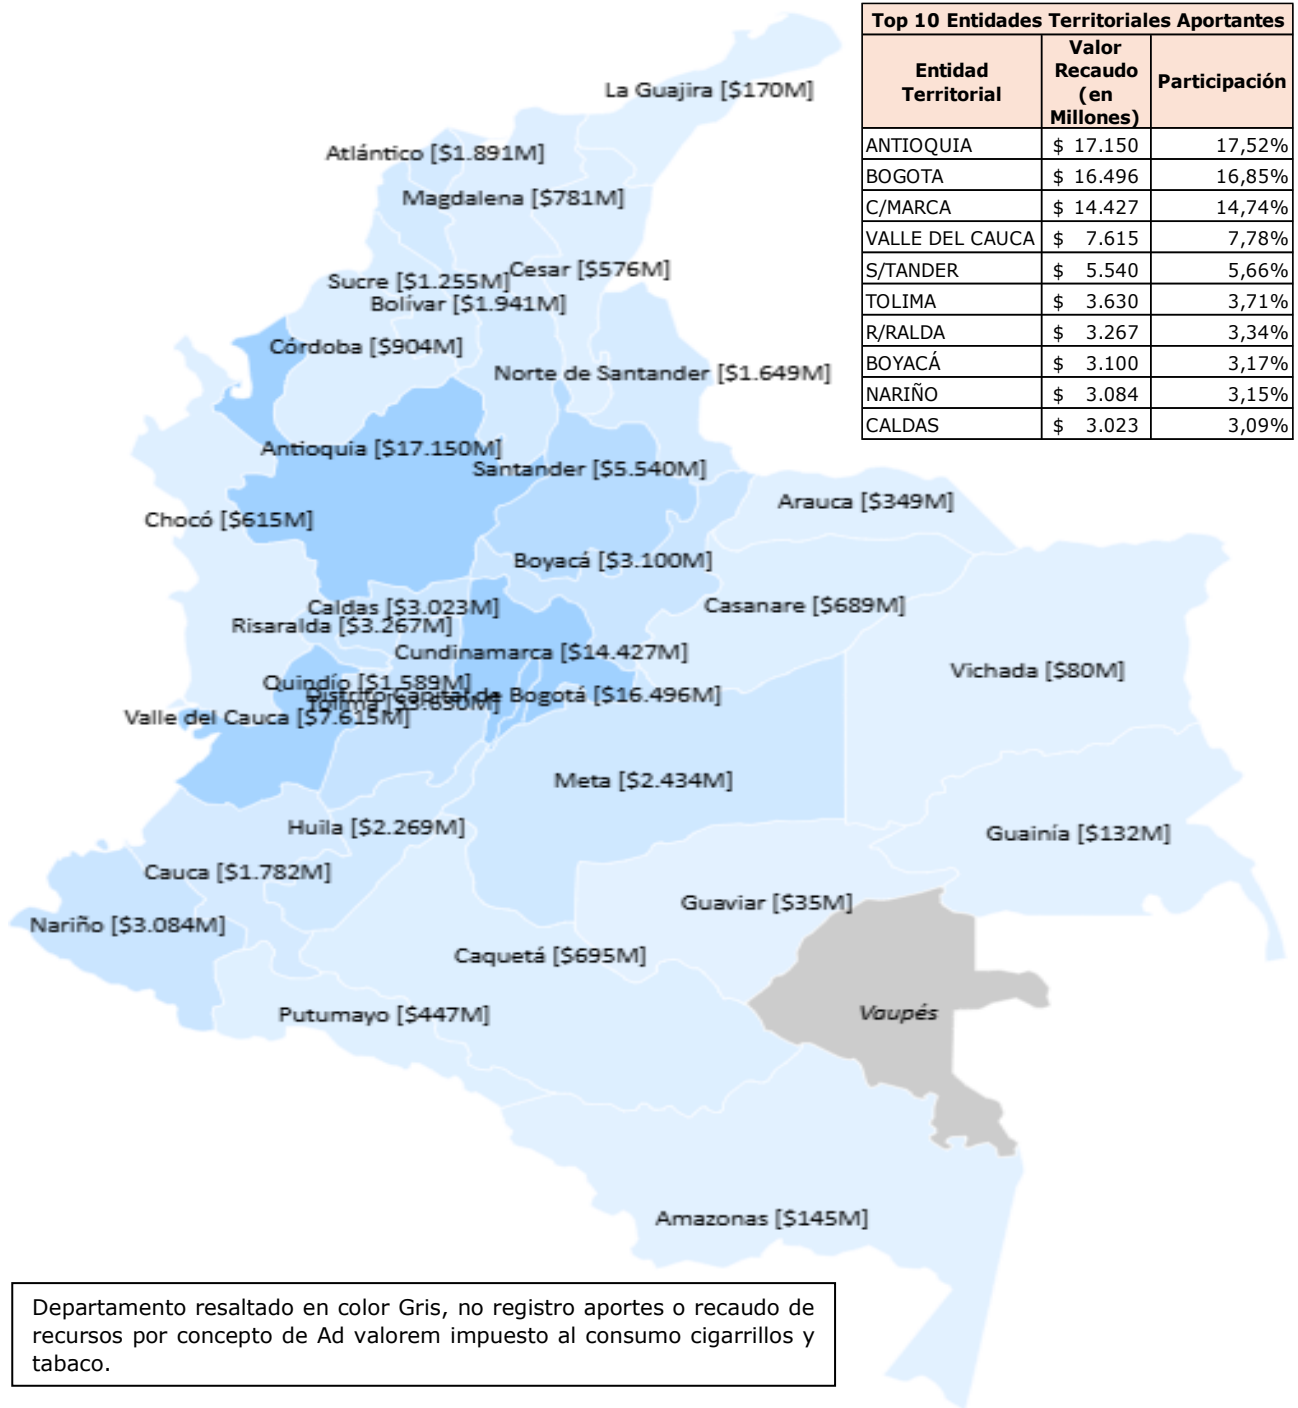 Top 10 Entidades Territoriales Aportantes
Entidad Territorial | Valor Recaudo (en Millones) | Participación
ANTIOQUIA $ 17.150 17,52%
BOGOTA $ 16.496 16,85%
C/MARCA $ 14.427 14,74%
VALLE DEL CAUCA $ 7.615 7,78%
S/TANDER $ 5.540 5,66%
TOLIMA $ 3.630 3,71%
R/RALDA $ 3.267 3,34%
BOYACÁ $ 3.100 3,17%
NARIÑO $ 3.084 3,15%
CALDAS $ 3.023 3,09%
La Guajira [$170M]
Atlántico [$1.891M]
Magdalena [$781M]
Cesar [$576M]
Sucre [$1.255M]
Bolívar [$1.941M]
Córdoba [$904M]
Norte de Santander [$1.649M]
Antioquia [$17.150M]
Santander [$5.540M]
Arauca [$349M]
Chocó [$615M]
Boyacá [$3.100M]
Caldas [$3.023M]
Casanare [$689M]
Risaralda [$3.267M]
Cundinamarca [$14.427M]
Vichada [$80M]
Quindío [$1.589M]
Distrito Capital de Bogotá [$16.496M]
Tolima [$3.630M]
Valle del Cauca [$7.615M]
Meta [$2.434M]
Huila [$2.269M]
Guainía [$132M]
Cauca [$1.782M]
Guaviar [$35M]
Nariño [$3.084M]
Caquetá [$695M]
Putumayo [$447M]
Vaupés
Amazonas [$145M]
Departamento resaltado en color Gris, no registro aportes o recaudo de
recursos por concepto de Ad valorem impuesto al consumo cigarrillos y
tabaco.